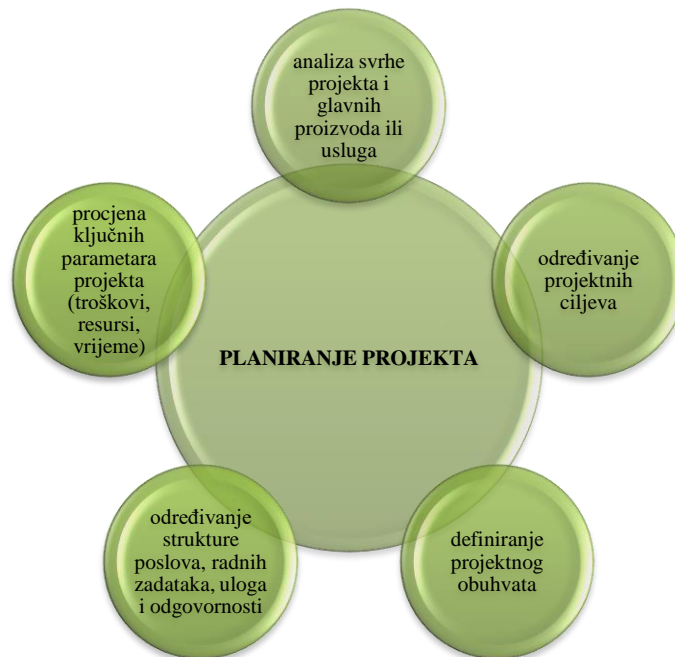 analiza svrhe
projekta i
glavnih
proizvoda ili
usluga
procjena
ključnih
parametara
projekta
(troškovi,
resursi,
vrijeme)
određivanje
projektnih
ciljeva
PLANIRANJE PROJEKTA
određivanje
strukture
poslova, radnih
zadataka, uloga
i odgovornosti
definiranje
projektnog
obuhvata